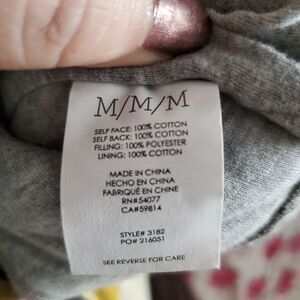 M/M/M
SELF FACE: 100% COTTON
SELF BACK: 100% COTTON
FILLING: 100% POLYESTER
LINING: 100% COTTON
MADE IN CHINA
HECHO EN CHINA
FABRIQUÉ EN CHINE
RN#54077
CA#59814
STYLE# 3182
PO# 216051
SEE REVERSE FOR CARE